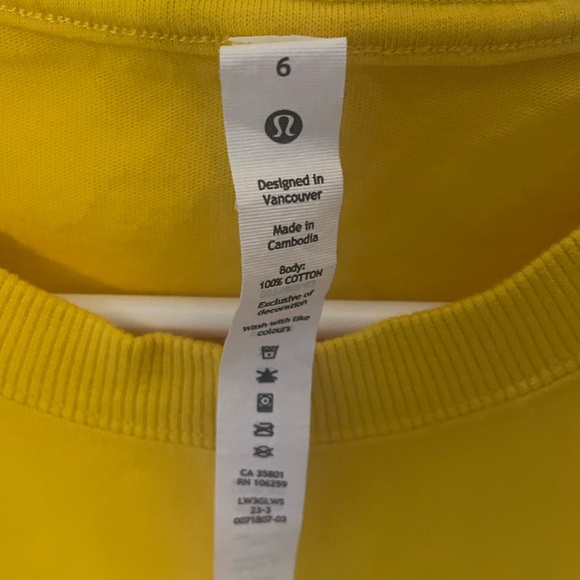 6
Designed in
Vancouver
Made in
Cambodia
Body:
100% COTTON
Exclusive of
decoration
Wash with like
colours
CA 35801
RN 106259
LW3GLWS
23-3
0071807-03